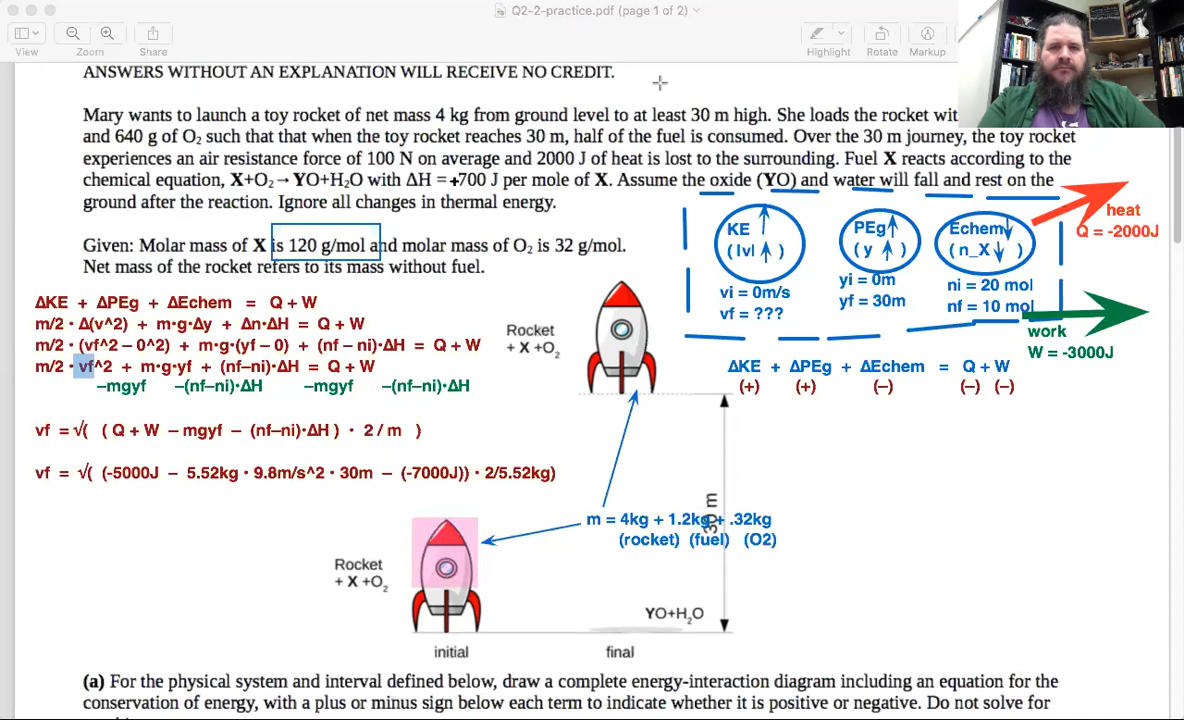 Q2-2-practice.pdf (page 1 of 2)
View Zoom Share Highlight Rotate Markup
ANSWERS WITHOUT AN EXPLANATION WILL RECEIVE NO CREDIT.
Mary wants to launch a toy rocket of net mass 4 kg from ground level to at least 30 m high. She loads the rocket
and 640 g of O₂ such that that when the toy rocket reaches 30 m, half of the fuel is consumed. Over the 30 m journey, the toy rocket
experiences an air resistance force of 100 N on average and 2000 J of heat is lost to the surrounding. Fuel X reacts according to the
chemical equation, X+O₂→YO+H₂O with ΔH = +700 J per mole of X. Assume the oxide (YO) and water will fall and rest on the
ground after the reaction. Ignore all changes in thermal energy.
Given: Molar mass of X is 120 g/mol and molar mass of O₂ is 32 g/mol.
Net mass of the rocket refers to its mass without fuel.
KE
(|v| ↑ )
PEg↑
(y ↑ )
Echem↓
(n_X↓ )
heat
Q = -2000J
vi = 0m/s
vf = ???
yi = 0m
yf = 30m
ni = 20 mol
nf = 10 mol
work
W = -3000J
ΔKE + ΔPEg + ΔEchem = Q + W
(+) (+) (–) (–) (–)
ΔKE + ΔPEg + ΔEchem = Q + W
m/2 · Δ(v^2) + m·g·Δy + Δn·ΔH = Q + W
m/2 · (vf^2 – 0^2) + m·g·(yf – 0) + (nf – ni)·ΔH = Q + W
m/2 · vf^2 + m·g·yf + (nf–ni)·ΔH = Q + W
–mgyf –(nf–ni)·ΔH –mgyf –(nf–ni)·ΔH
vf =√( ( Q + W – mgyf – (nf–ni)·ΔH ) · 2 / m )
vf = √( (-5000J – 5.52kg · 9.8m/s^2 · 30m – (-7000J)) · 2/5.52kg)
Rocket
+ X +O₂
30 m
m = 4kg + 1.2kg + .32kg
(rocket) (fuel) (O2)
Rocket
+ X +O₂
YO+H₂O
initial final
(a) For the physical system and interval defined below, draw a complete energy-interaction diagram including an equation for the
conservation of energy, with a plus or minus sign below each term to indicate whether it is positive or negative. Do not solve for